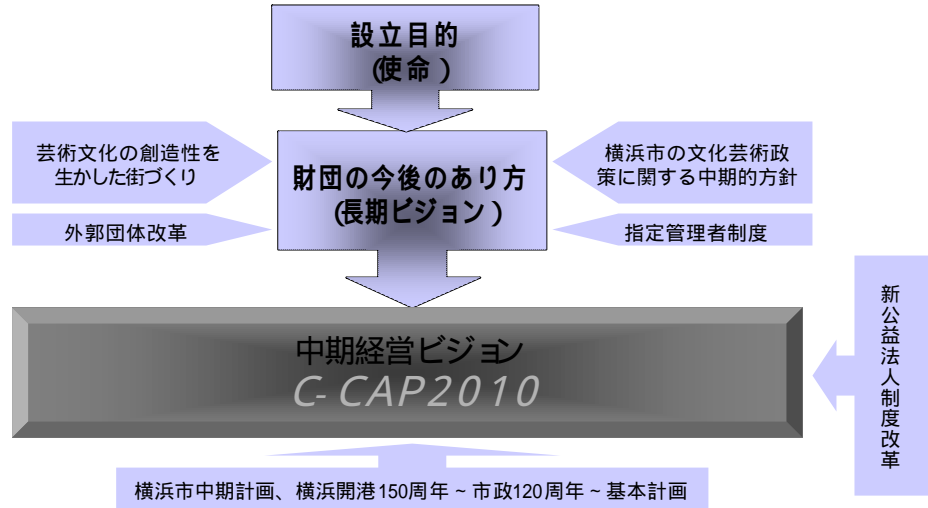 設立目的
(使命)
芸術文化の創造性を
生かした街づくり
財団の今後のあり方
(長期ビジョン)
横浜市の文化芸術政
策に関する中期的方針
外郭団体改革
指定管理者制度
新公益法人制度改革
中期経営ビジョン
C-CAP2010
横浜市中期計画、横浜開港150周年~市政120周年~基本計画